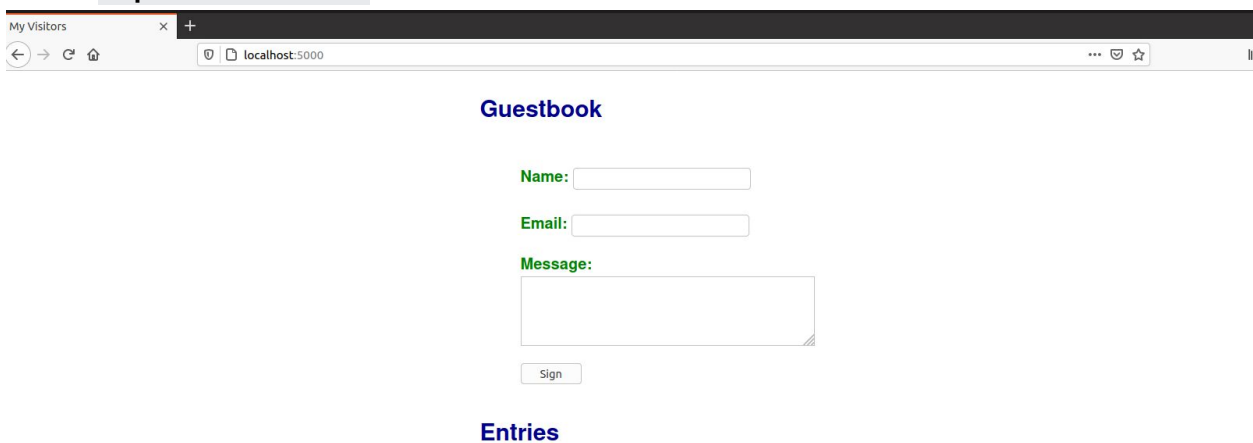 My Visitors
localhost:5000
Guestbook
Name:
Email:
Message:
Sign
Entries